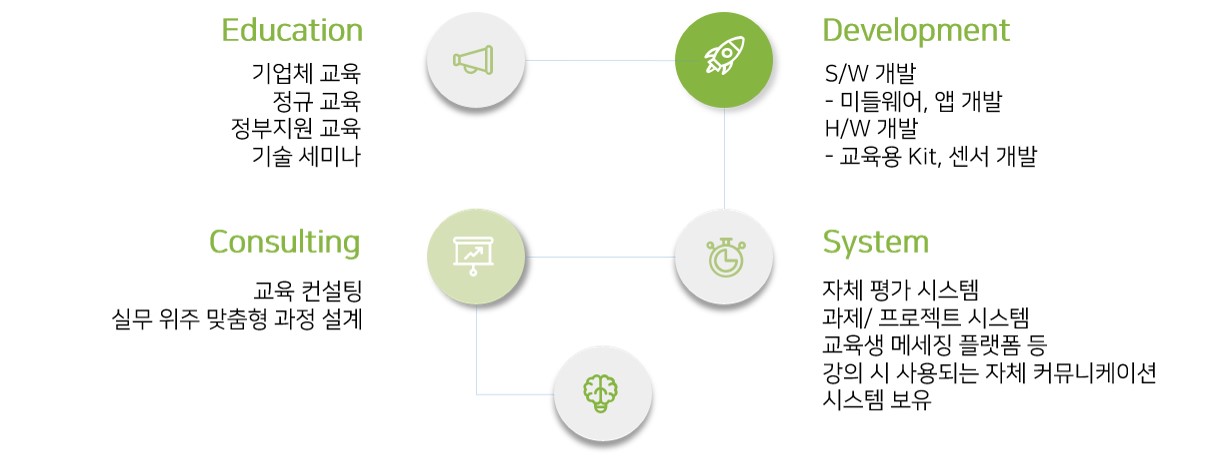 Education
기업체 교육
정규 교육
정부지원 교육
기술 세미나
Development
S/W 개발
- 미들웨어, 앱 개발
H/W 개발
- 교육용 Kit, 센서 개발
Consulting
교육 컨설팅
실무 위주 맞춤형 과정 설계
System
자체 평가 시스템
과제/ 프로젝트 시스템
교육생 메세징 플랫폼 등
강의 시 사용되는 자체 커뮤니케이션
시스템 보유